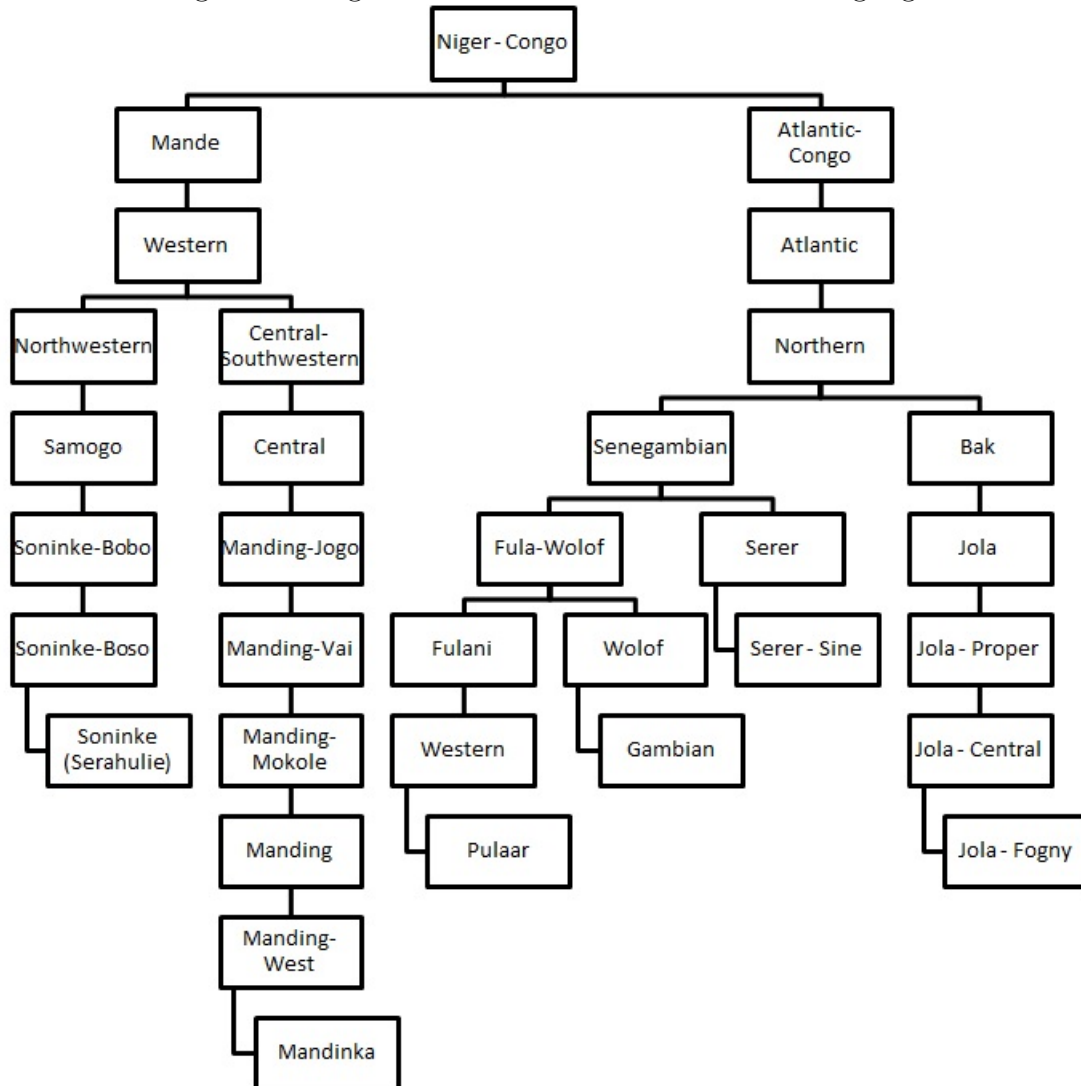 Niger - Congo
Mande
Atlantic-
Congo
Western
Atlantic
Northwestern
Central-
Southwestern
Northern
Samogo
Central
Senegambian
Bak
Soninke-Bobo
Manding-Jogo
Fula-Wolof
Serer
Jola
Soninke-Boso
Manding-Vai
Fulani
Wolof
Serer - Sine
Jola - Proper
Soninke
(Serahulie)
Manding-
Mokole
Western
Gambian
Jola - Central
Manding
Pulaar
Jola - Fogny
Manding-
West
Mandinka